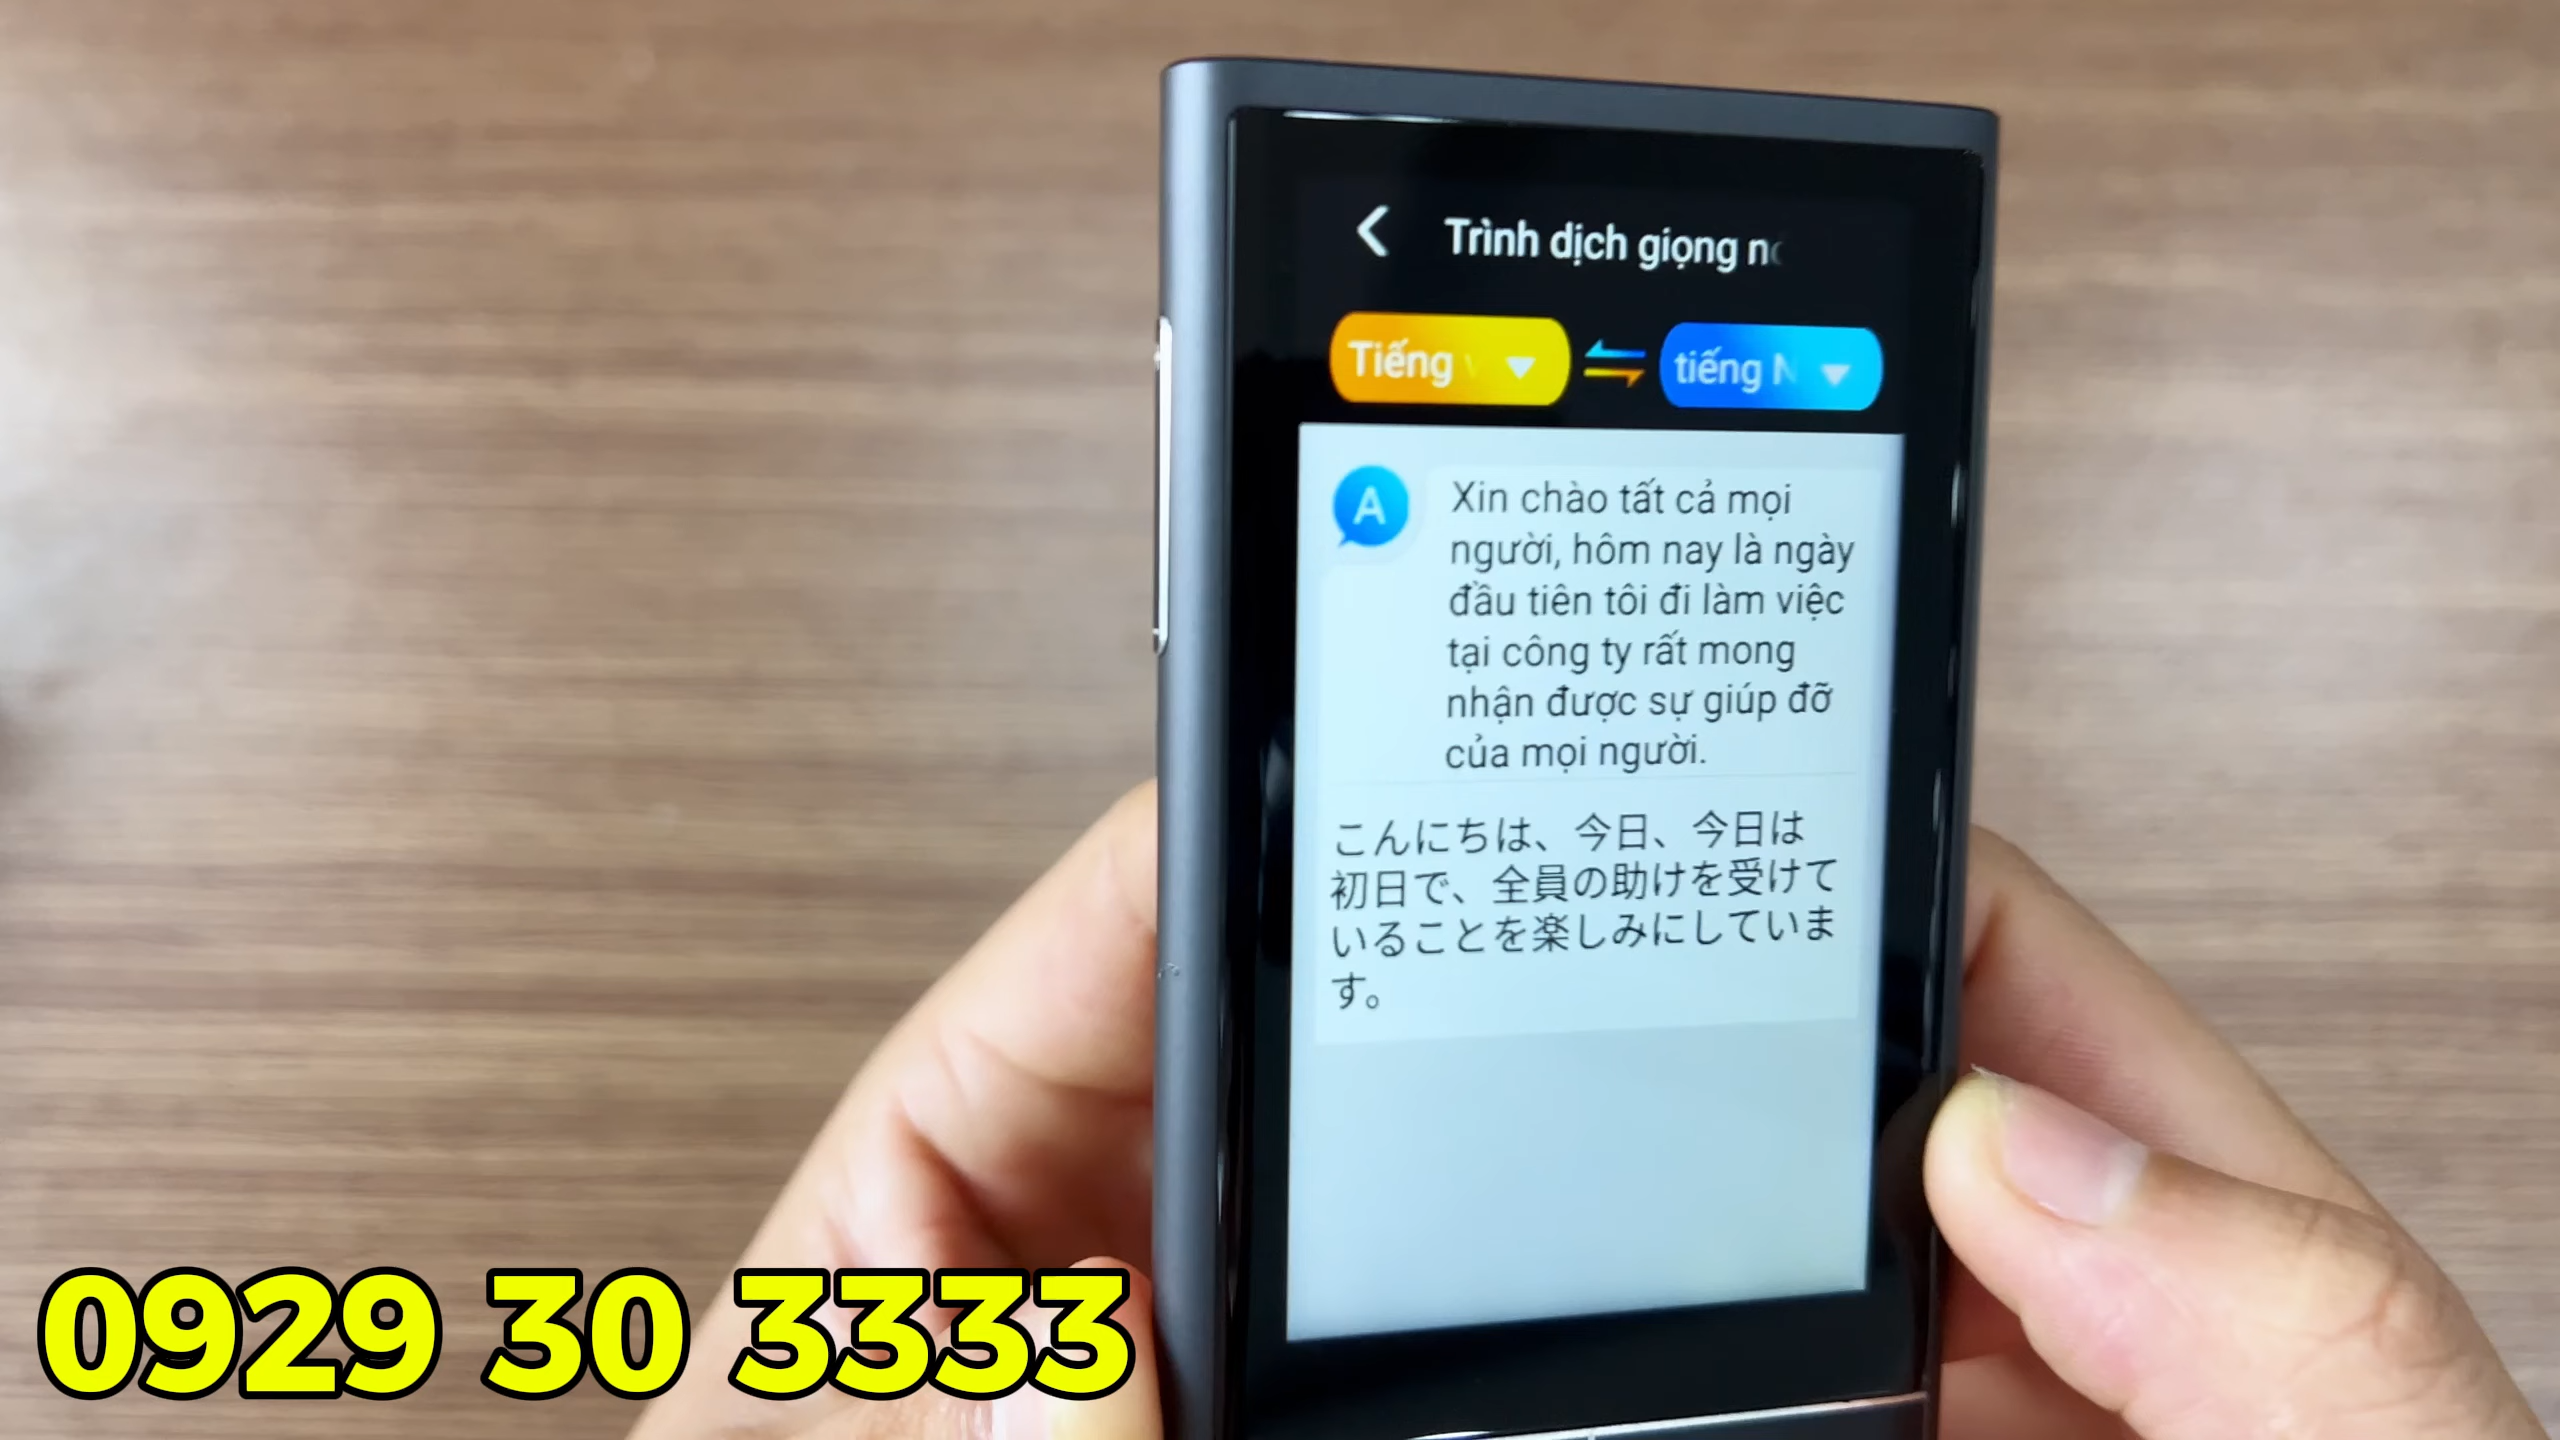 Trình dịch giọng
Tiếng
tiếng N
A
Xin chào tất cả mọi
người, hôm nay là ngày
đầu tiên tôi đi làm việc
tại công ty rất mong
nhận được sự giúp đỡ
của mọi người.
こんにちは、今日、今日は
初日で、全員の助けを受けて
いることを楽しみにしていま
す。
0929 30 3333